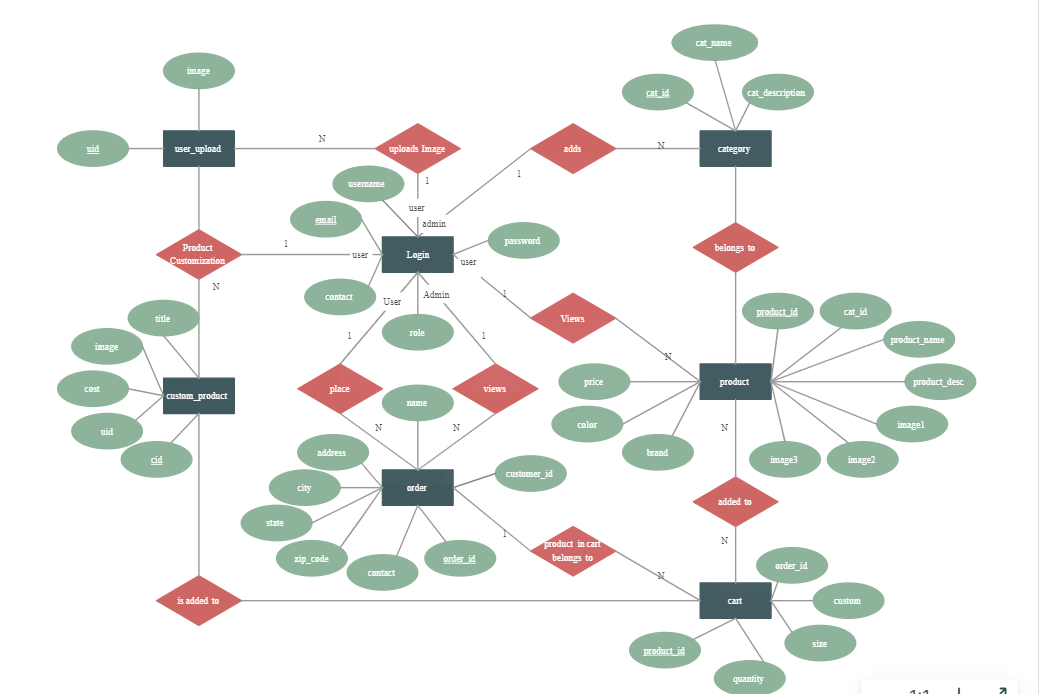 cat_name
image
cat_id
cat_description
uid
user_upload
N
uploads Image
adds
N
category
1
1
username
user
email
admin
Product
Customization
1
user
Login
user
password
belongs to
N
contact
User
Admin
1
title
role
Views
product_id
cat_id
image
1
1
N
product_name
cost
custom_product
place
views
price
product
product_desc
name
uid
N
N
color
N
image1
cid
address
brand
image3
image2
city
order
customer_id
added to
state
1
N
zip_code
contact
order_id
product in cart
belongs to
order_id
N
is added to
cart
custom
product_id
size
quantity